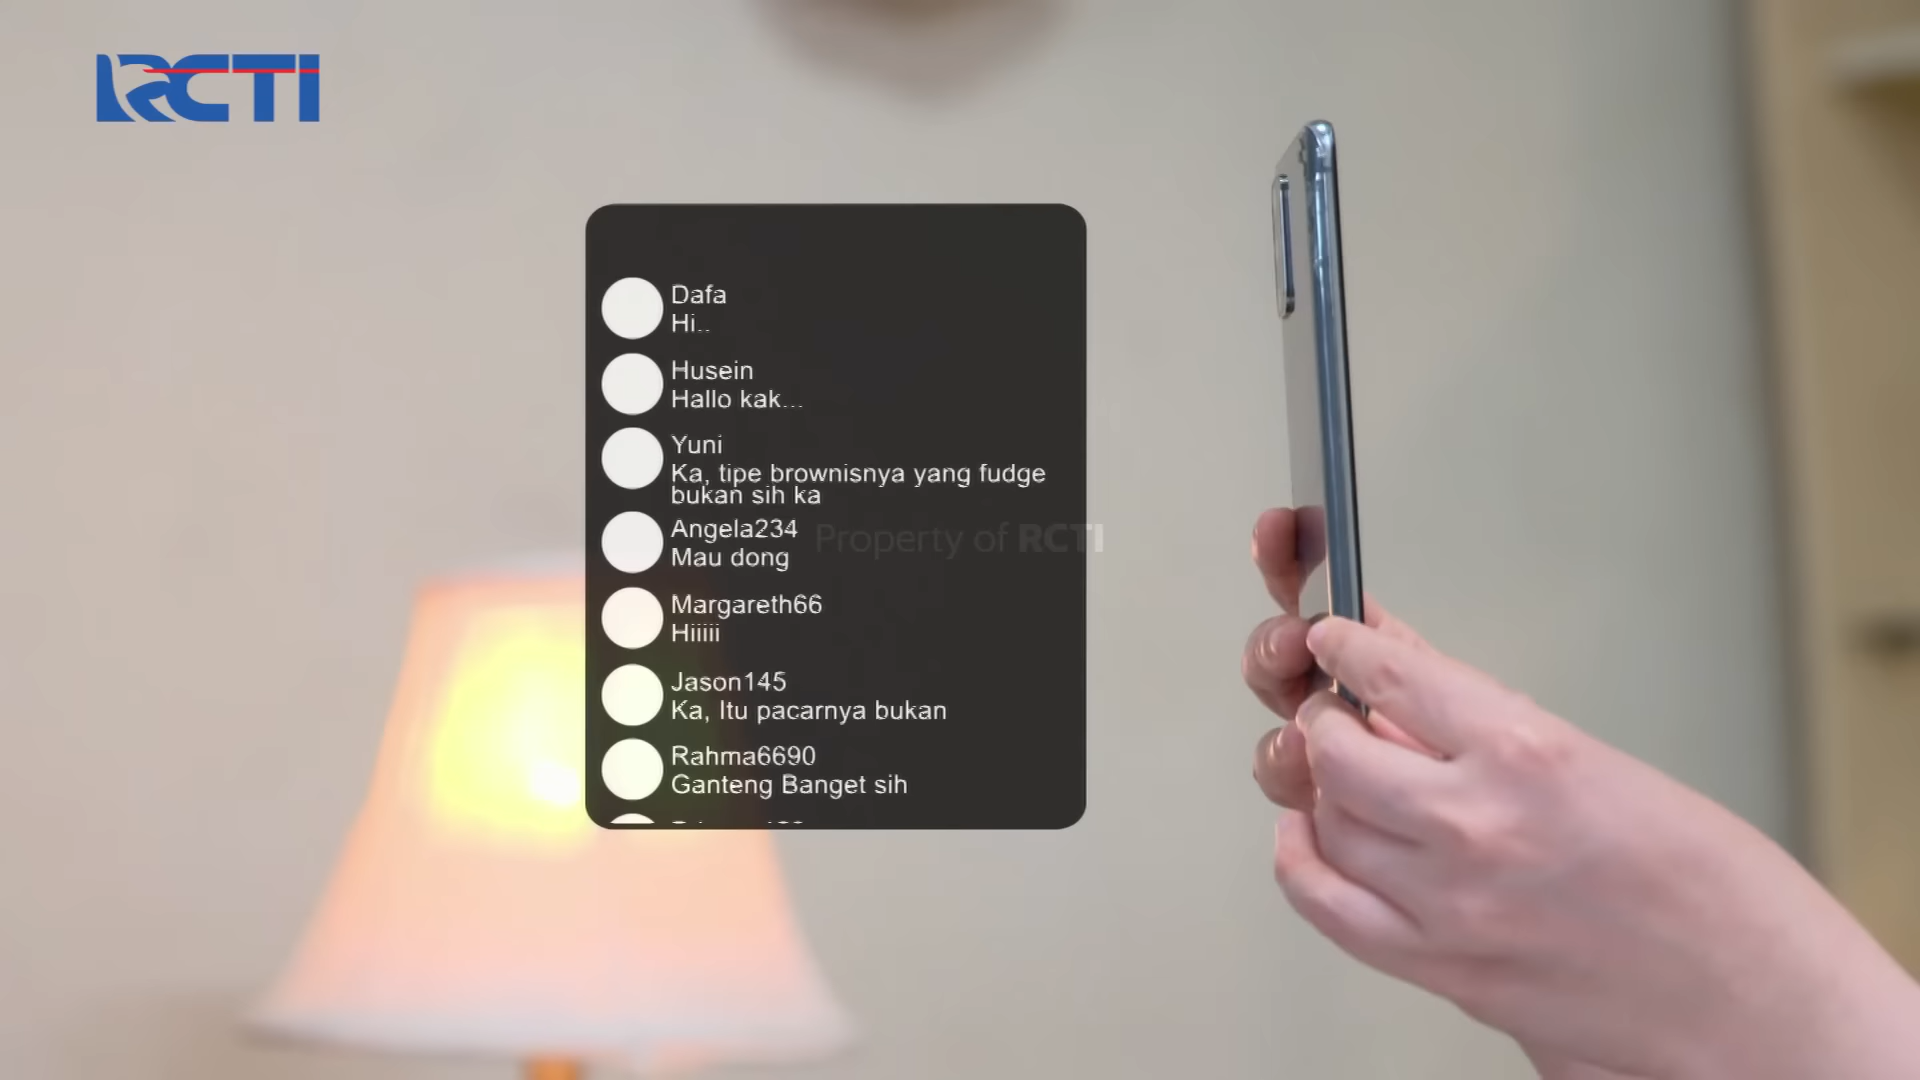 RCTI
Dafa
Hi..
Husein
Hallo kak...
Yuni
Ka, tipe brownisnya yang fudge
bukan sih ka
Angela234
Mau dong
Property of RCTI
Margareth66
Hiiiii
Jason145
Ka, Itu pacarnya bukan
Rahma6690
Ganteng Banget sih